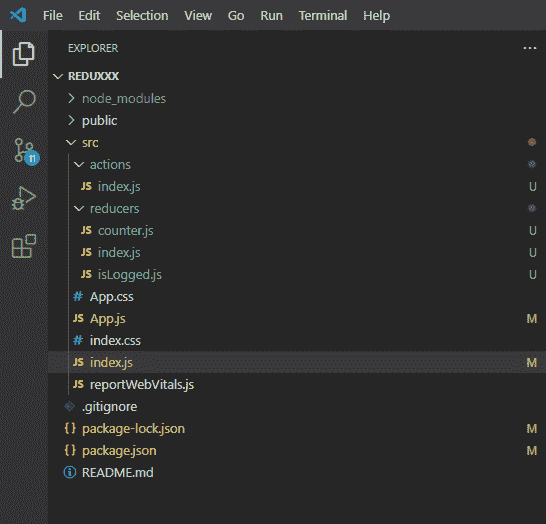 File Edit Selection View Go Run Terminal Help
EXPLORER ...
REDUXXX
node_modules
public
src
actions
JS index.js U
reducers
JS counter.js U
JS index.js U
JS isLogged.js U
# App.css
JS App.js M
# index.css
JS index.js M
JS reportWebVitals.js
.gitignore
{} package-lock.json M
{} package.json M
README.md
11